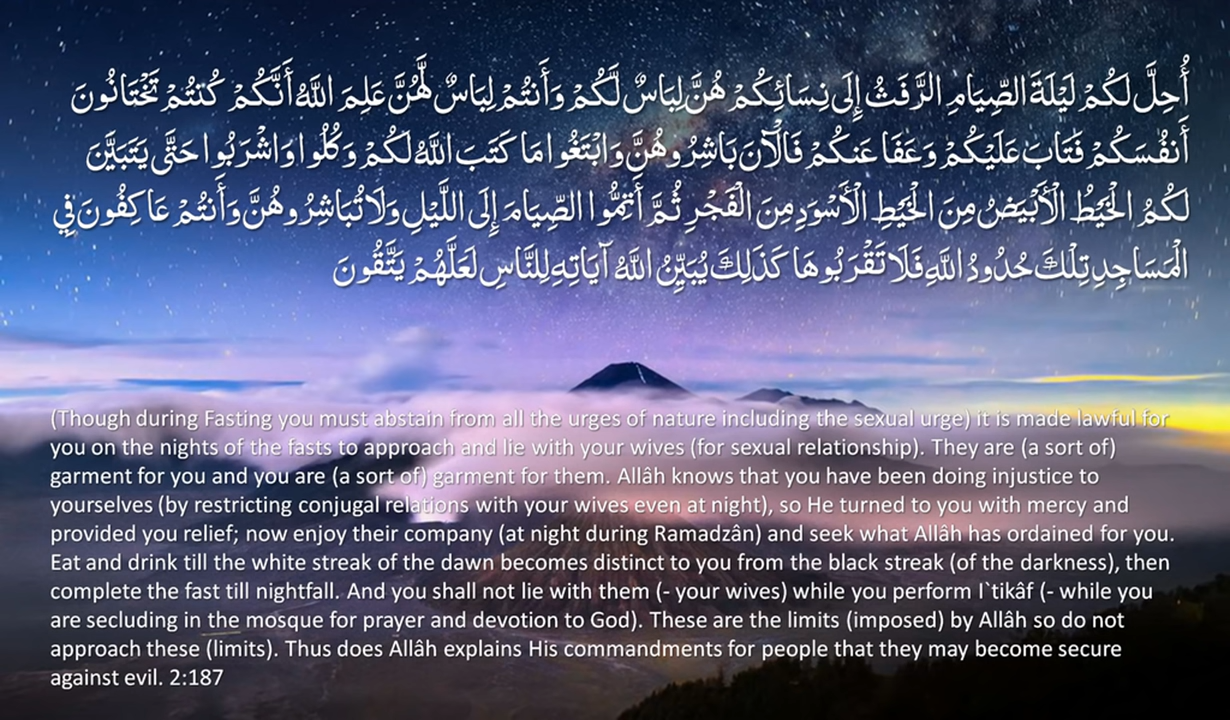 أُحِلَّ لَكُمْ لَيْلَةَ الصِّيَامِ الرَّفَثُ إِلَى نِسَائِكُمْ هُنَّ لِبَاسٌ لَّكُمْ وَأَنتُمْ لِبَاسٌ لَّهُنَّ عَلِمَ اللَّهُ أَنَّكُمْ كُنتُمْ تَخْتَانُونَ
أَنفُسَكُمْ فَتَابَ عَلَيْكُمْ وَعَفَا عَنكُمْ فَالْآنَ بَاشِرُوهُنَّ وَابْتَغُوا مَا كَتَبَ اللَّهُ لَكُمْ وَكُلُوا وَاشْرَبُوا حَتَّى يَتَبَيَّنَ
لَكُمُ الْخَيْطُ الْأَبْيَضُ مِنَ الْخَيْطِ الْأَسْوَدِ مِنَ الْفَجْرِ ثُمَّ أَتِمُّوا الصِّيَامَ إِلَى اللَّيْلِ وَلَا تُبَاشِرُوهُنَّ وَأَنتُمْ عَاكِفُونَ فِي
الْمَسَاجِدِ تِلْكَ حُدُودُ اللَّهِ فَلَا تَقْرَبُوهَا كَذَلِكَ يُبَيِّنُ اللَّهُ آيَاتِهِ لِلنَّاسِ لَعَلَّهُمْ يَتَّقُونَ
(Though during Fasting you must abstain from all the urges of nature including the sexual urge) it is made lawful for
you on the nights of the fasts to approach and lie with your wives (for sexual relationship). They are (a sort of)
garment for you and you are (a sort of) garment for them. Allâh knows that you have been doing injustice to
yourselves (by restricting conjugal relations with your wives even at night), so He turned to you with mercy and
provided you relief; now enjoy their company (at night during Ramadzân) and seek what Allâh has ordained for you.
Eat and drink till the white streak of the dawn becomes distinct to you from the black streak (of the darkness), then
complete the fast till nightfall. And you shall not lie with them (- your wives) while you perform I`tikâf (- while you
are secluding in the mosque for prayer and devotion to God). These are the limits (imposed) by Allâh so do not
approach these (limits). Thus does Allâh explains His commandments for people that they may become secure
against evil. 2:187